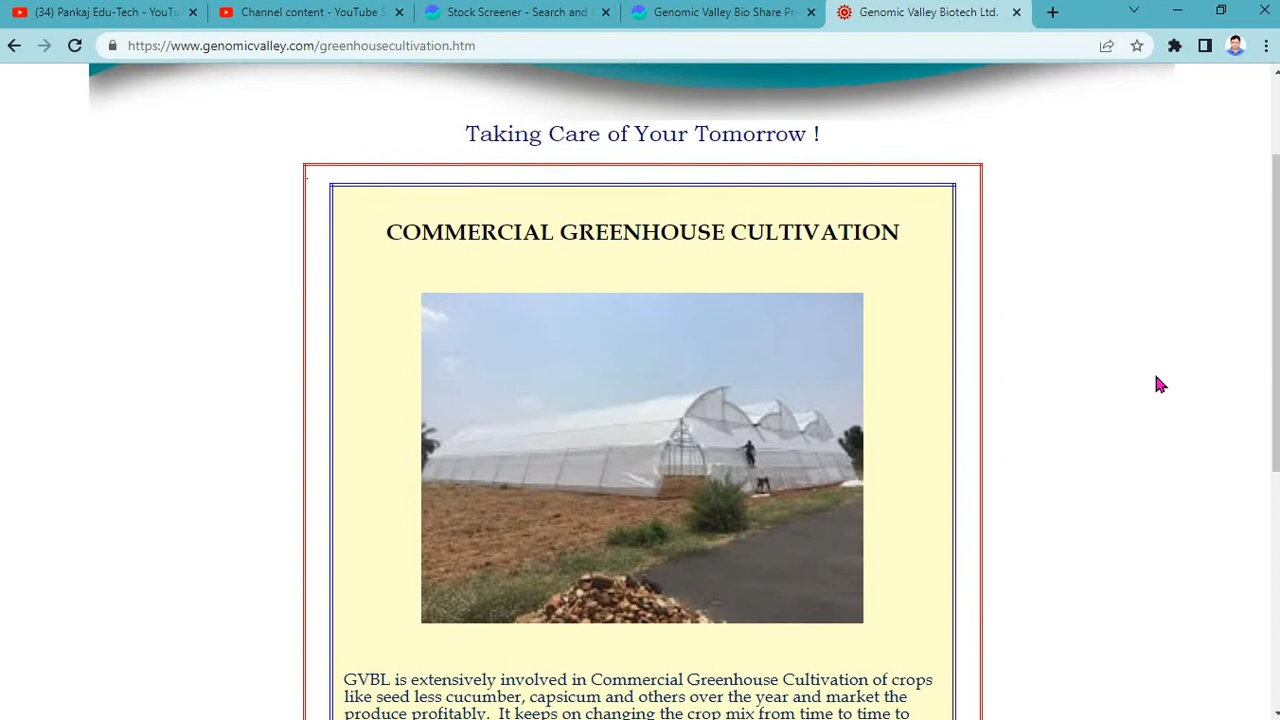 (34) Pankaj Edu-Tech - YouTu
Channel content - YouTube S
Stock Screener - Search and
Genomic Valley Bio Share Pr
Genomic Valley Biotech Ltd.
https://www.genomicvalley.com/greenhousecultivation.htm
Taking Care of Your Tomorrow !
COMMERCIAL GREENHOUSE CULTIVATION
GVBL is extensively involved in Commercial Greenhouse Cultivation of crops
like seed less cucumber, capsicum and others over the year and market the
produce profitably. It keeps on changing the crop mix from time to time to